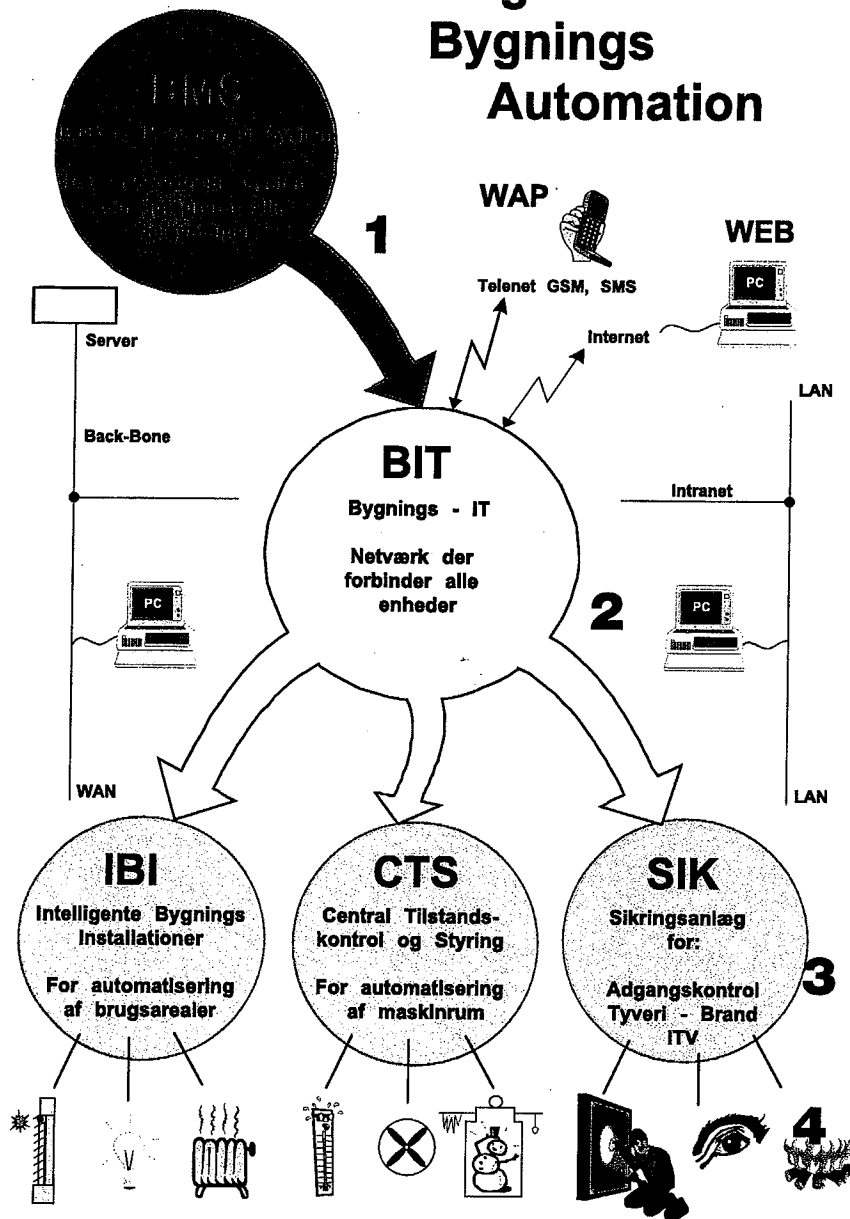 Bygnings
Automation
IBMS
1
WAP
WEB
PC
Telenet GSM, SMS
Internet
Server
LAN
Back-Bone
BIT
Bygnings - IT
Netværk der
forbinder alle
enheder
Intranet
2
PC
PC
WAN
LAN
IBI
Intelligente Bygnings
Installationer
For automatisering
af brugsarealer
CTS
Central Tilstands-
kontrol og Styring
For automatisering
af maskinrum
SIK
Sikringsanlæg
for:
Adgangskontrol
Tyveri - Brand
ITV
3
4